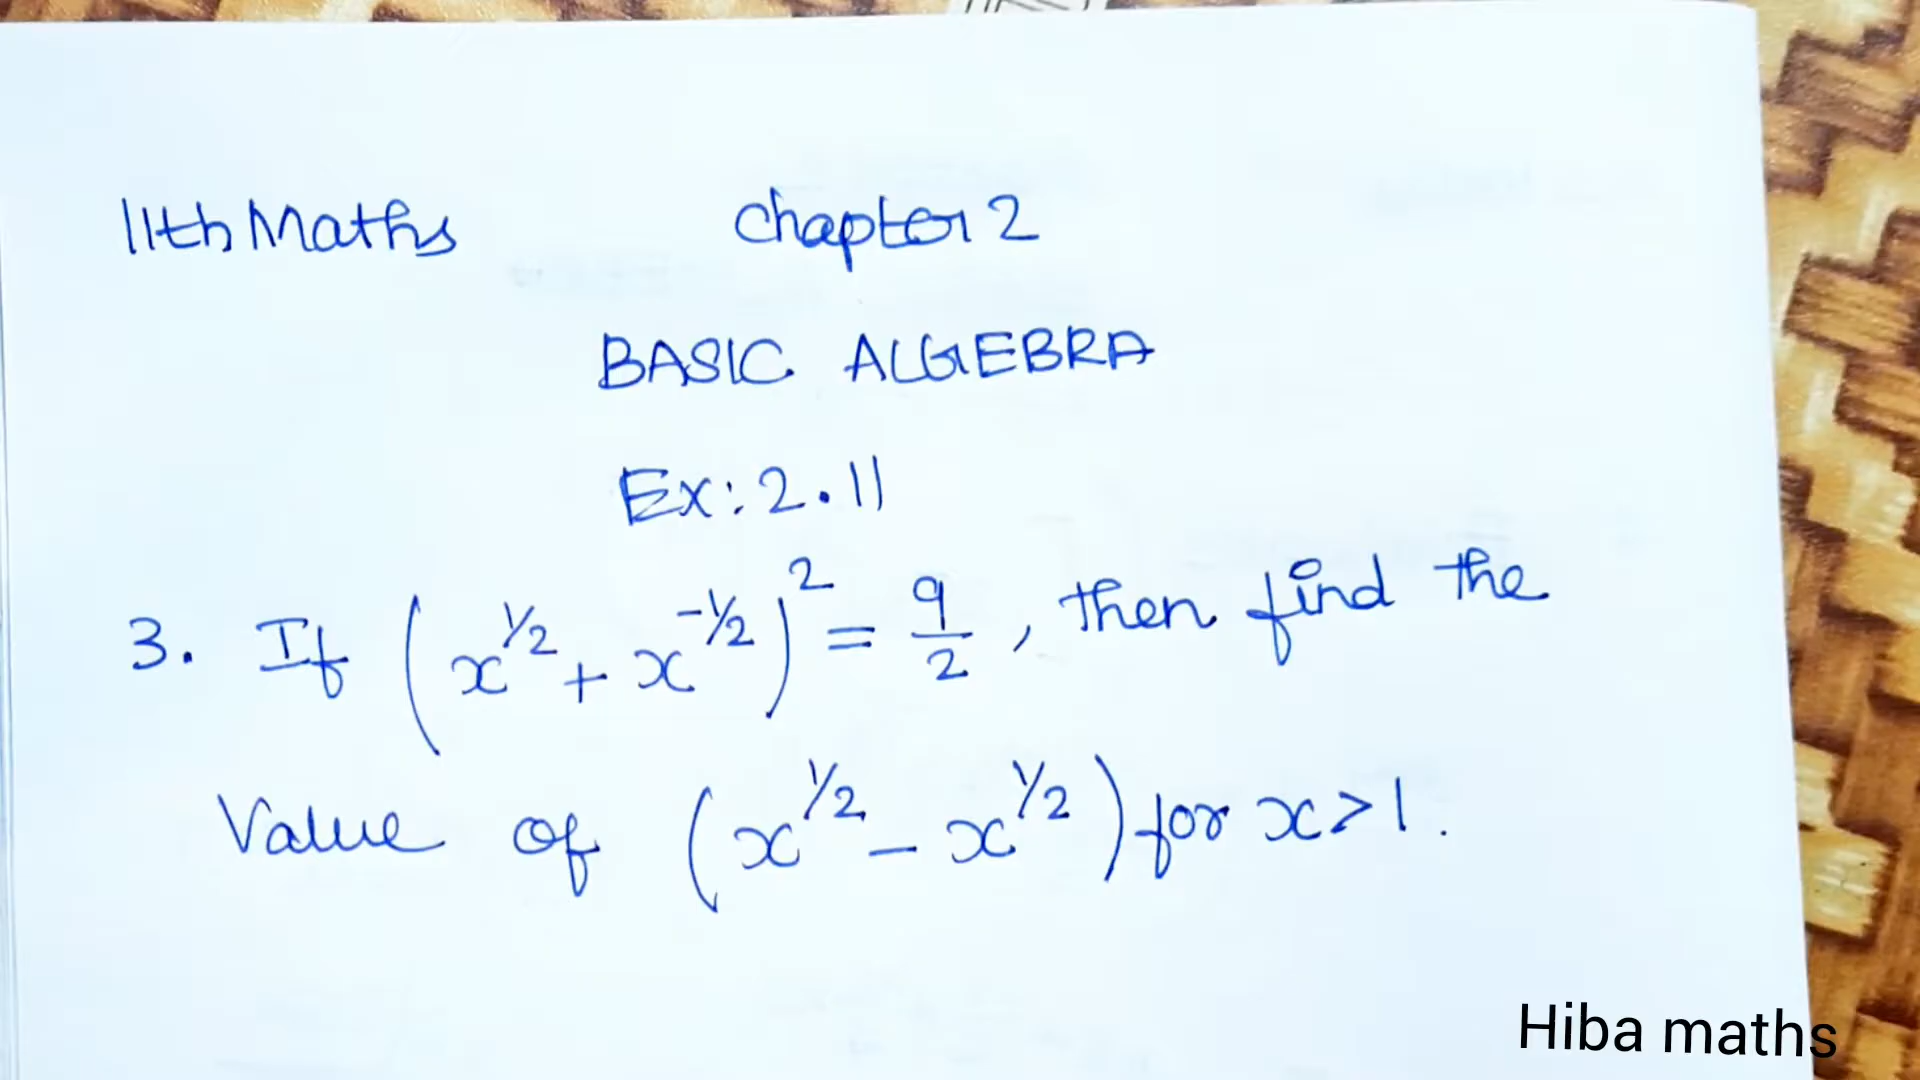 11th Maths Chapter 2
BASIC ALGEBRA
Ex: 2.11
3. If (x^{1/2} + x^{-1/2})^2 = 9/2, then find the
Value of (x^{1/2} - x^{1/2}) for x > 1.
Hiba maths